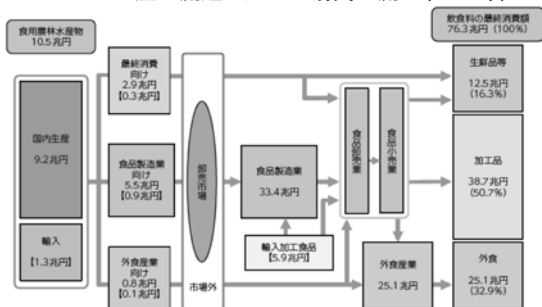 食用農林水産物
10.5兆円
国内生産
9.2兆円
輸入
【1.3兆円】
最終消費
向け
2.9兆円
【0.3兆円】
食品製造業
向け
5.5兆円
【0.9兆円】
外食産業
向け
0.8兆円
【0.1兆円】
卸売市場
市場外
食品製造業
33.4兆円
輸入加工食品
【5.9兆円】
食品卸売業
食品小売業
外食産業
25.1兆円
飲食料の最終消費額
76.3兆円 (100%)
生鮮品等
12.5兆円
(16.3%)
加工品
38.7兆円
(50.7%)
外食
25.1兆円
(32.9%)